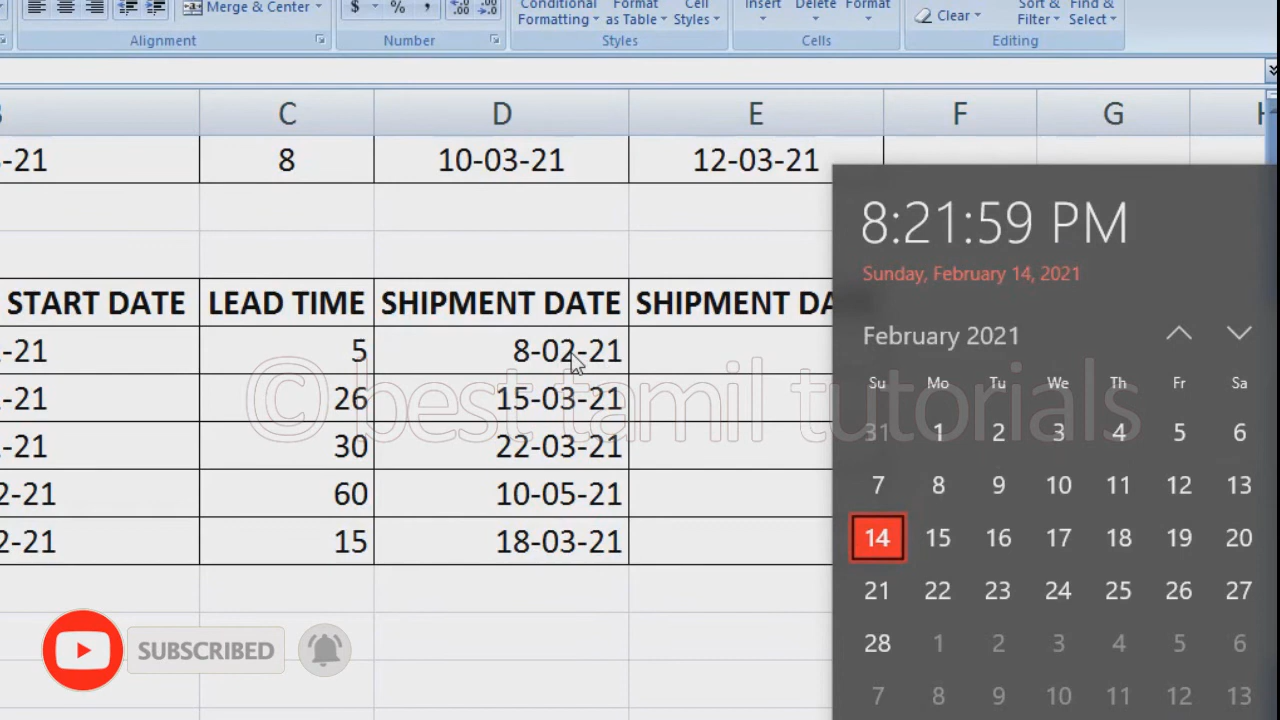 Merge & Center $ % , Conditional Format Cell Insert Delete Format Clear Sort & Find &
Formatting as Table Styles Filter Select
Alignment Number Styles Cells Editing
C D E F G
-21 8 10-03-21 12-03-21
8:21:59 PM
Sunday, February 14, 2021
START DATE LEAD TIME SHIPMENT DATE SHIPMENT DA
February 2021
-21 5 8-02-21
Su Mo Tu We Th Fr Sa
-21 26 15-03-21
© best tamil tutorials
31 1 2 3 4 5 6
-21 30 22-03-21
7 8 9 10 11 12 13
2-21 60 10-05-21
14 15 16 17 18 19 20
2-21 15 18-03-21
21 22 23 24 25 26 27
28 1 2 3 4 5 6
SUBSCRIBED
7 8 9 10 11 12 13